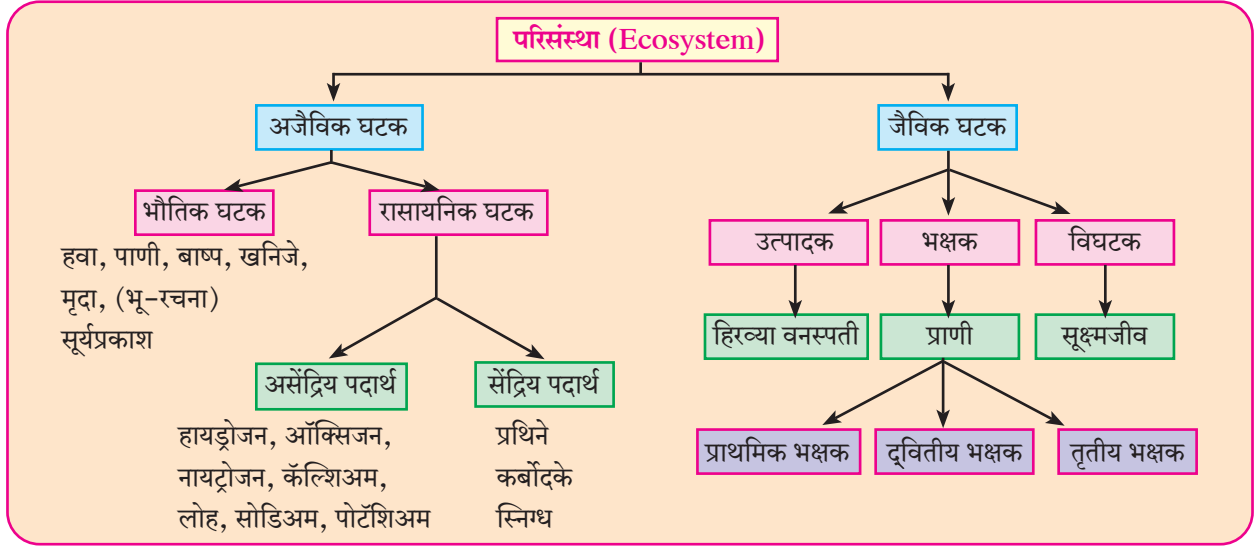 परिसंस्था (Ecosystem)
अजैविक घटक
जैविक घटक
भौतिक घटक
रासायनिक घटक
हवा, पाणी, बाष्प, खनिजे,
मृदा, (भू-रचना)
सूर्यप्रकाश
असेंद्रिय पदार्थ
सेंद्रिय पदार्थ
हायड्रोजन, ऑक्सिजन,
नायट्रोजन, कॅल्शिअम,
लोह, सोडिअम, पोटॅशिअम
प्रथिने
कर्बोदके
स्निग्ध
उत्पादक
भक्षक
विघटक
हिरव्या वनस्पती
प्राणी
सूक्ष्मजीव
प्राथमिक भक्षक
द्‌वितीय भक्षक
तृतीय भक्षक